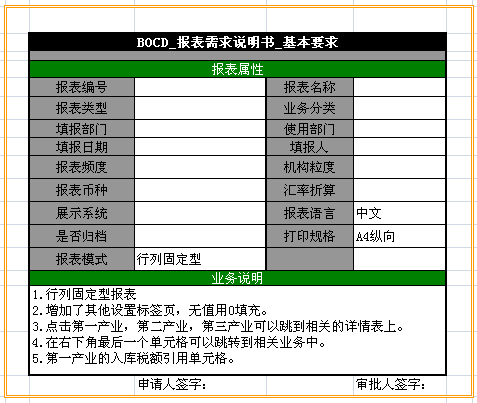 BOCD_报表需求说明书_基本要求
报表属性
报表编号 报表名称
报表类型 业务分类
填报部门 使用部门
填报日期 填报人
报表频度 机构粒度
报表币种 汇率折算
展示系统 报表语言 中文
是否归档 打印规格 A4纵向
报表模式 行列固定型
业务说明
1.行列固定型报表
2.增加了其他设置标签页，无值用0填充。
3.点击第一产业，第二产业，第三产业可以跳到相关的详情表上。
4.在右下角最后一个单元格可以跳转到相关业务中。
5.第一产业的入库税额引用单元格。
申请人签字： 审批人签字：